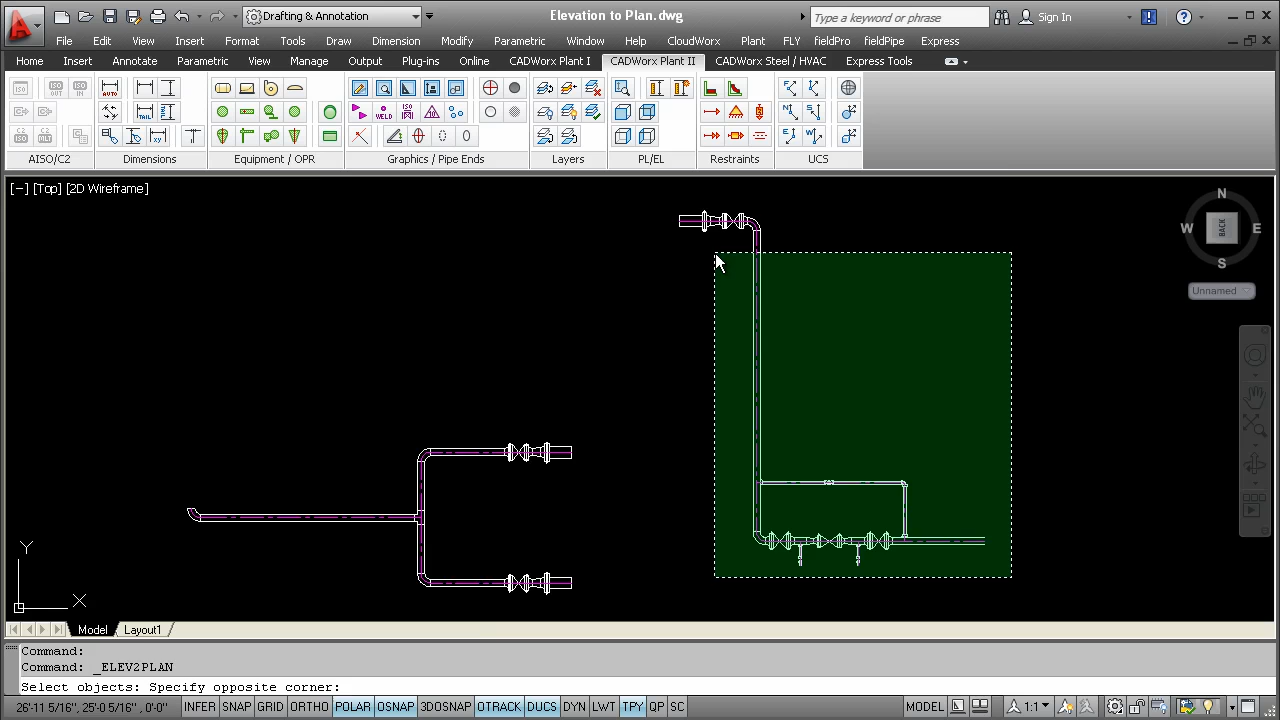 Drafting & Annotation
Elevation to Plan.dwg
Type a keyword or phrase
Sign In
File Edit View Insert Format Tools Draw Dimension Modify Parametric Window Help CloudWorx Plant FLY fieldPro fieldPipe Express
Home Insert Annotate Parametric View Manage Output Plug-ins Online CADWorx Plant I CADWorx Plant II CADWorx Steel / HVAC Express Tools
AISO/C2 Dimensions Equipment / OPR Graphics / Pipe Ends Layers PL/EL Restraints UCS
[−] [Top] [2D Wireframe]
N
W BACK E
S
Unnamed
Y
X
Model Layout1
Command:
Command: _ELEV2PLAN
Select objects: Specify opposite corner:
26'-11 5/16", 25'-0 5/16", 0'-0" INFER SNAP GRID ORTHO POLAR OSNAP 3DOSNAP OTRACK DUCS DYN LWT TPY QP SC MODEL 1:1